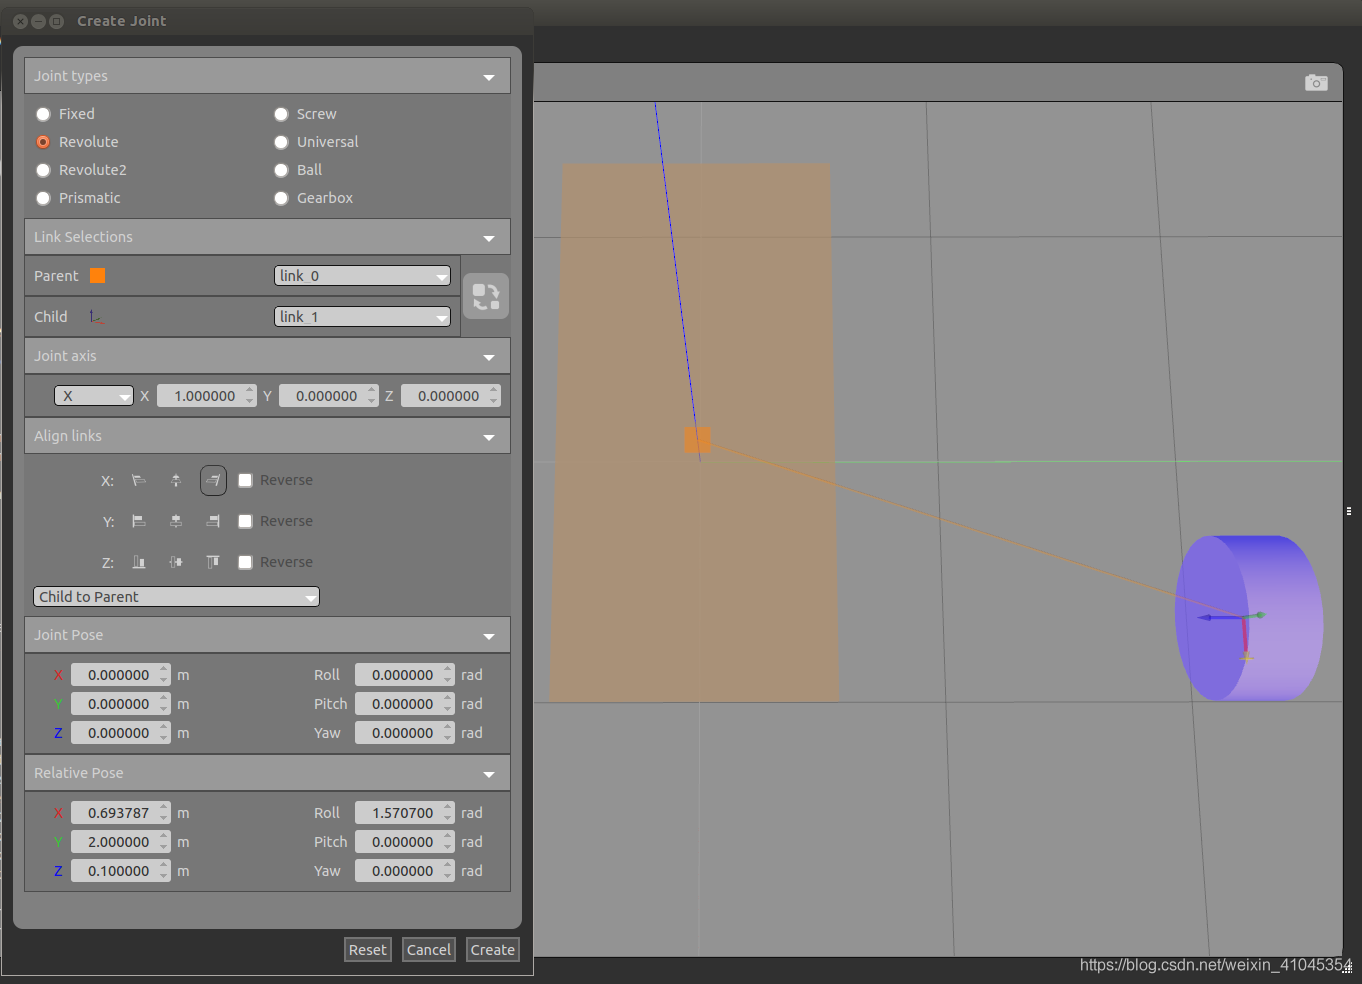 Create Joint
Joint types
Fixed Screw
Revolute Universal
Revolute2 Ball
Prismatic Gearbox
Link Selections
Parent link_0
Child link_1
Joint axis
X X 1.000000 Y 0.000000 Z 0.000000
Align links
X: Reverse
Y: Reverse
Z: Reverse
Child to Parent
Joint Pose
X 0.000000 m Roll 0.000000 rad
Y 0.000000 m Pitch 0.000000 rad
Z 0.000000 m Yaw 0.000000 rad
Relative Pose
X 0.693787 m Roll 1.570700 rad
Y 2.000000 m Pitch 0.000000 rad
Z 0.100000 m Yaw 0.000000 rad
Reset Cancel Create
https://blog.csdn.net/weixin_41045354